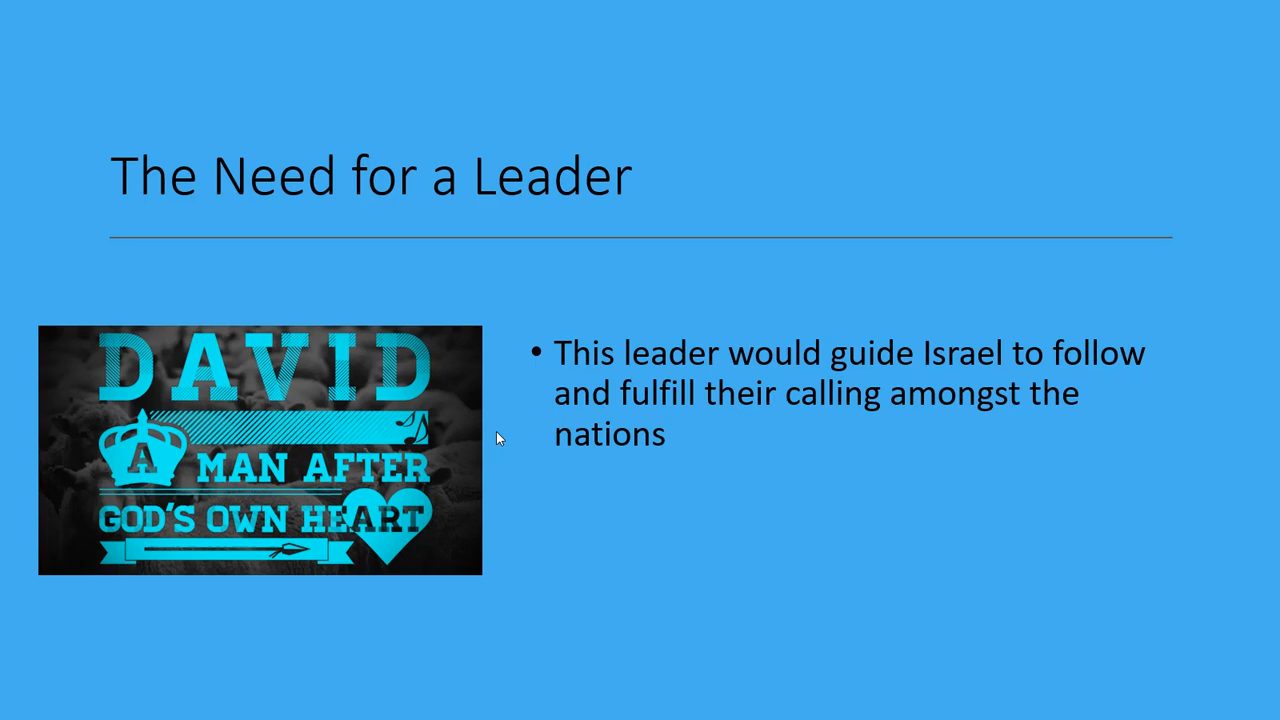 The Need for a Leader
DAVID
A MAN AFTER
GOD'S OWN HEART
• This leader would guide Israel to follow
and fulfill their calling amongst the
nations